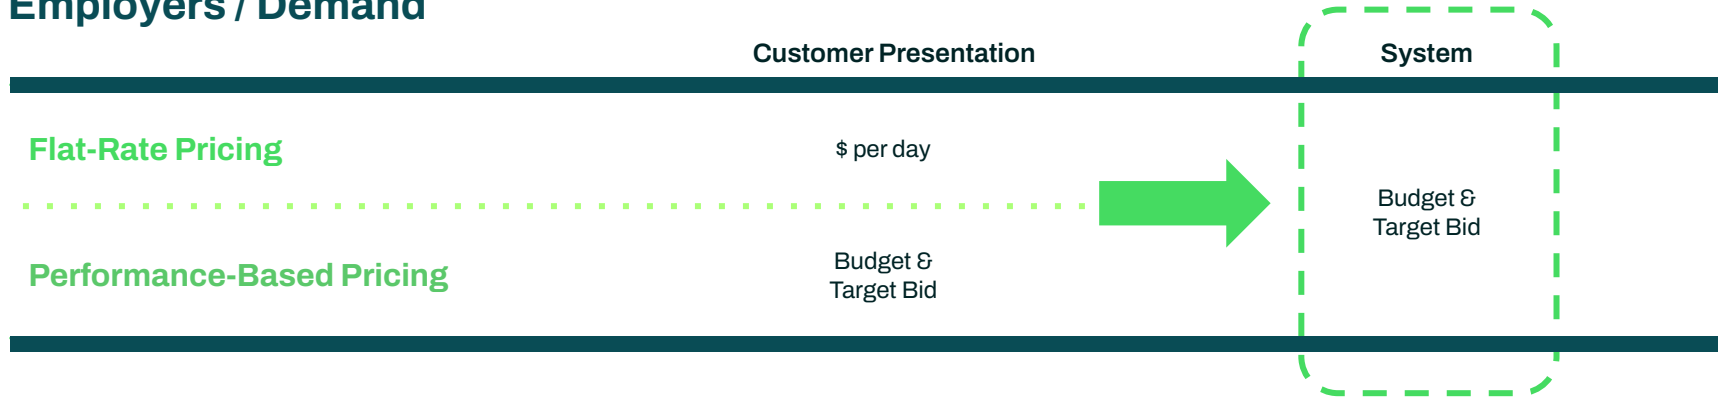 Employers / Demand
Customer Presentation
System
Flat-Rate Pricing
$ per day
Budget &
Target Bid
Performance-Based Pricing
Budget &
Target Bid